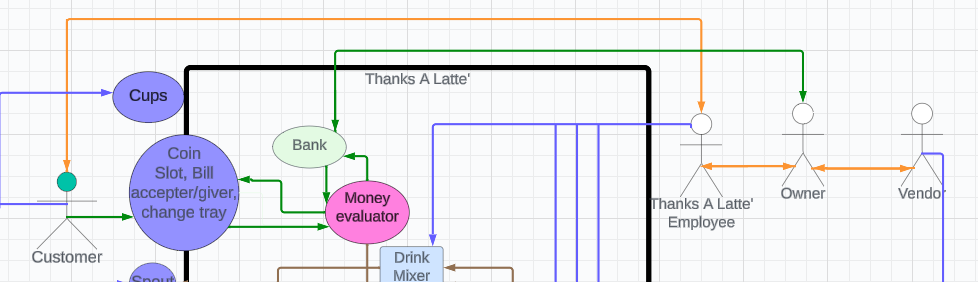 Thanks A Latte'
Cups
Coin
Slot, Bill
accepter/giver,
change tray
Bank
Money
evaluator
Drink
Mixer
Customer
Thanks A Latte'
Employee
Owner
Vendor
Spout